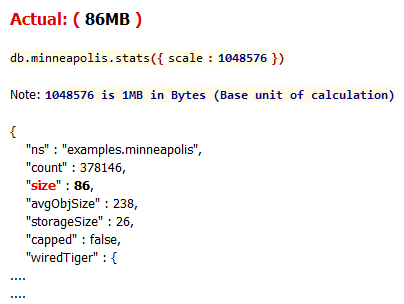 Actual: ( 86MB )
db.minneapolis.stats({ scale : 1048576 })
Note: 1048576 is 1MB in Bytes (Base unit of calculation)
{
"ns" : "examples.minneapolis",
"count" : 378146,
"size" : 86,
"avgObjSize" : 238,
"storageSize" : 26,
"capped" : false,
"wiredTiger" : {
....
....